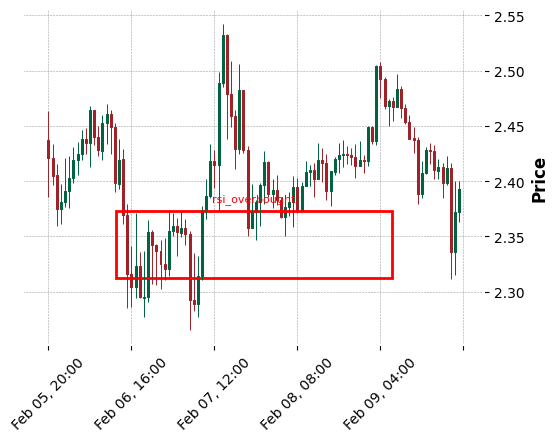 2.55
2.50
2.45
2.40
2.35
2.30
Price
rsi_overbought
Feb 05, 20:00
Feb 06, 16:00
Feb 07, 12:00
Feb 08, 08:00
Feb 09, 04:00